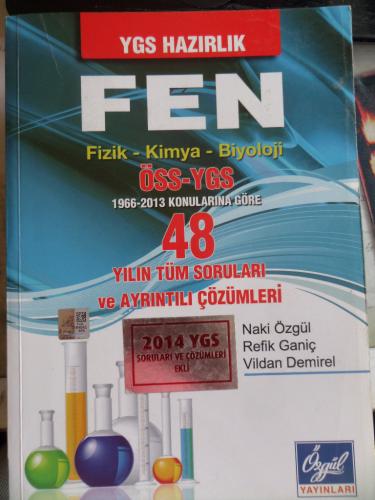 YGS HAZIRLIK
FEN
Fizik - Kimya - Biyoloji
ÖSS-YGS
1966-2013 KONULARINA GÖRE
48
YILIN TÜM SORULARI
ve AYRINTILI ÇÖZÜMLERİ
2014 YGS
SORULARI VE ÇÖZÜMLERİ
EKLİ
Naki Özgül
Refik Ganiç
Vildan Demirel
Özgül
YAYINLARI